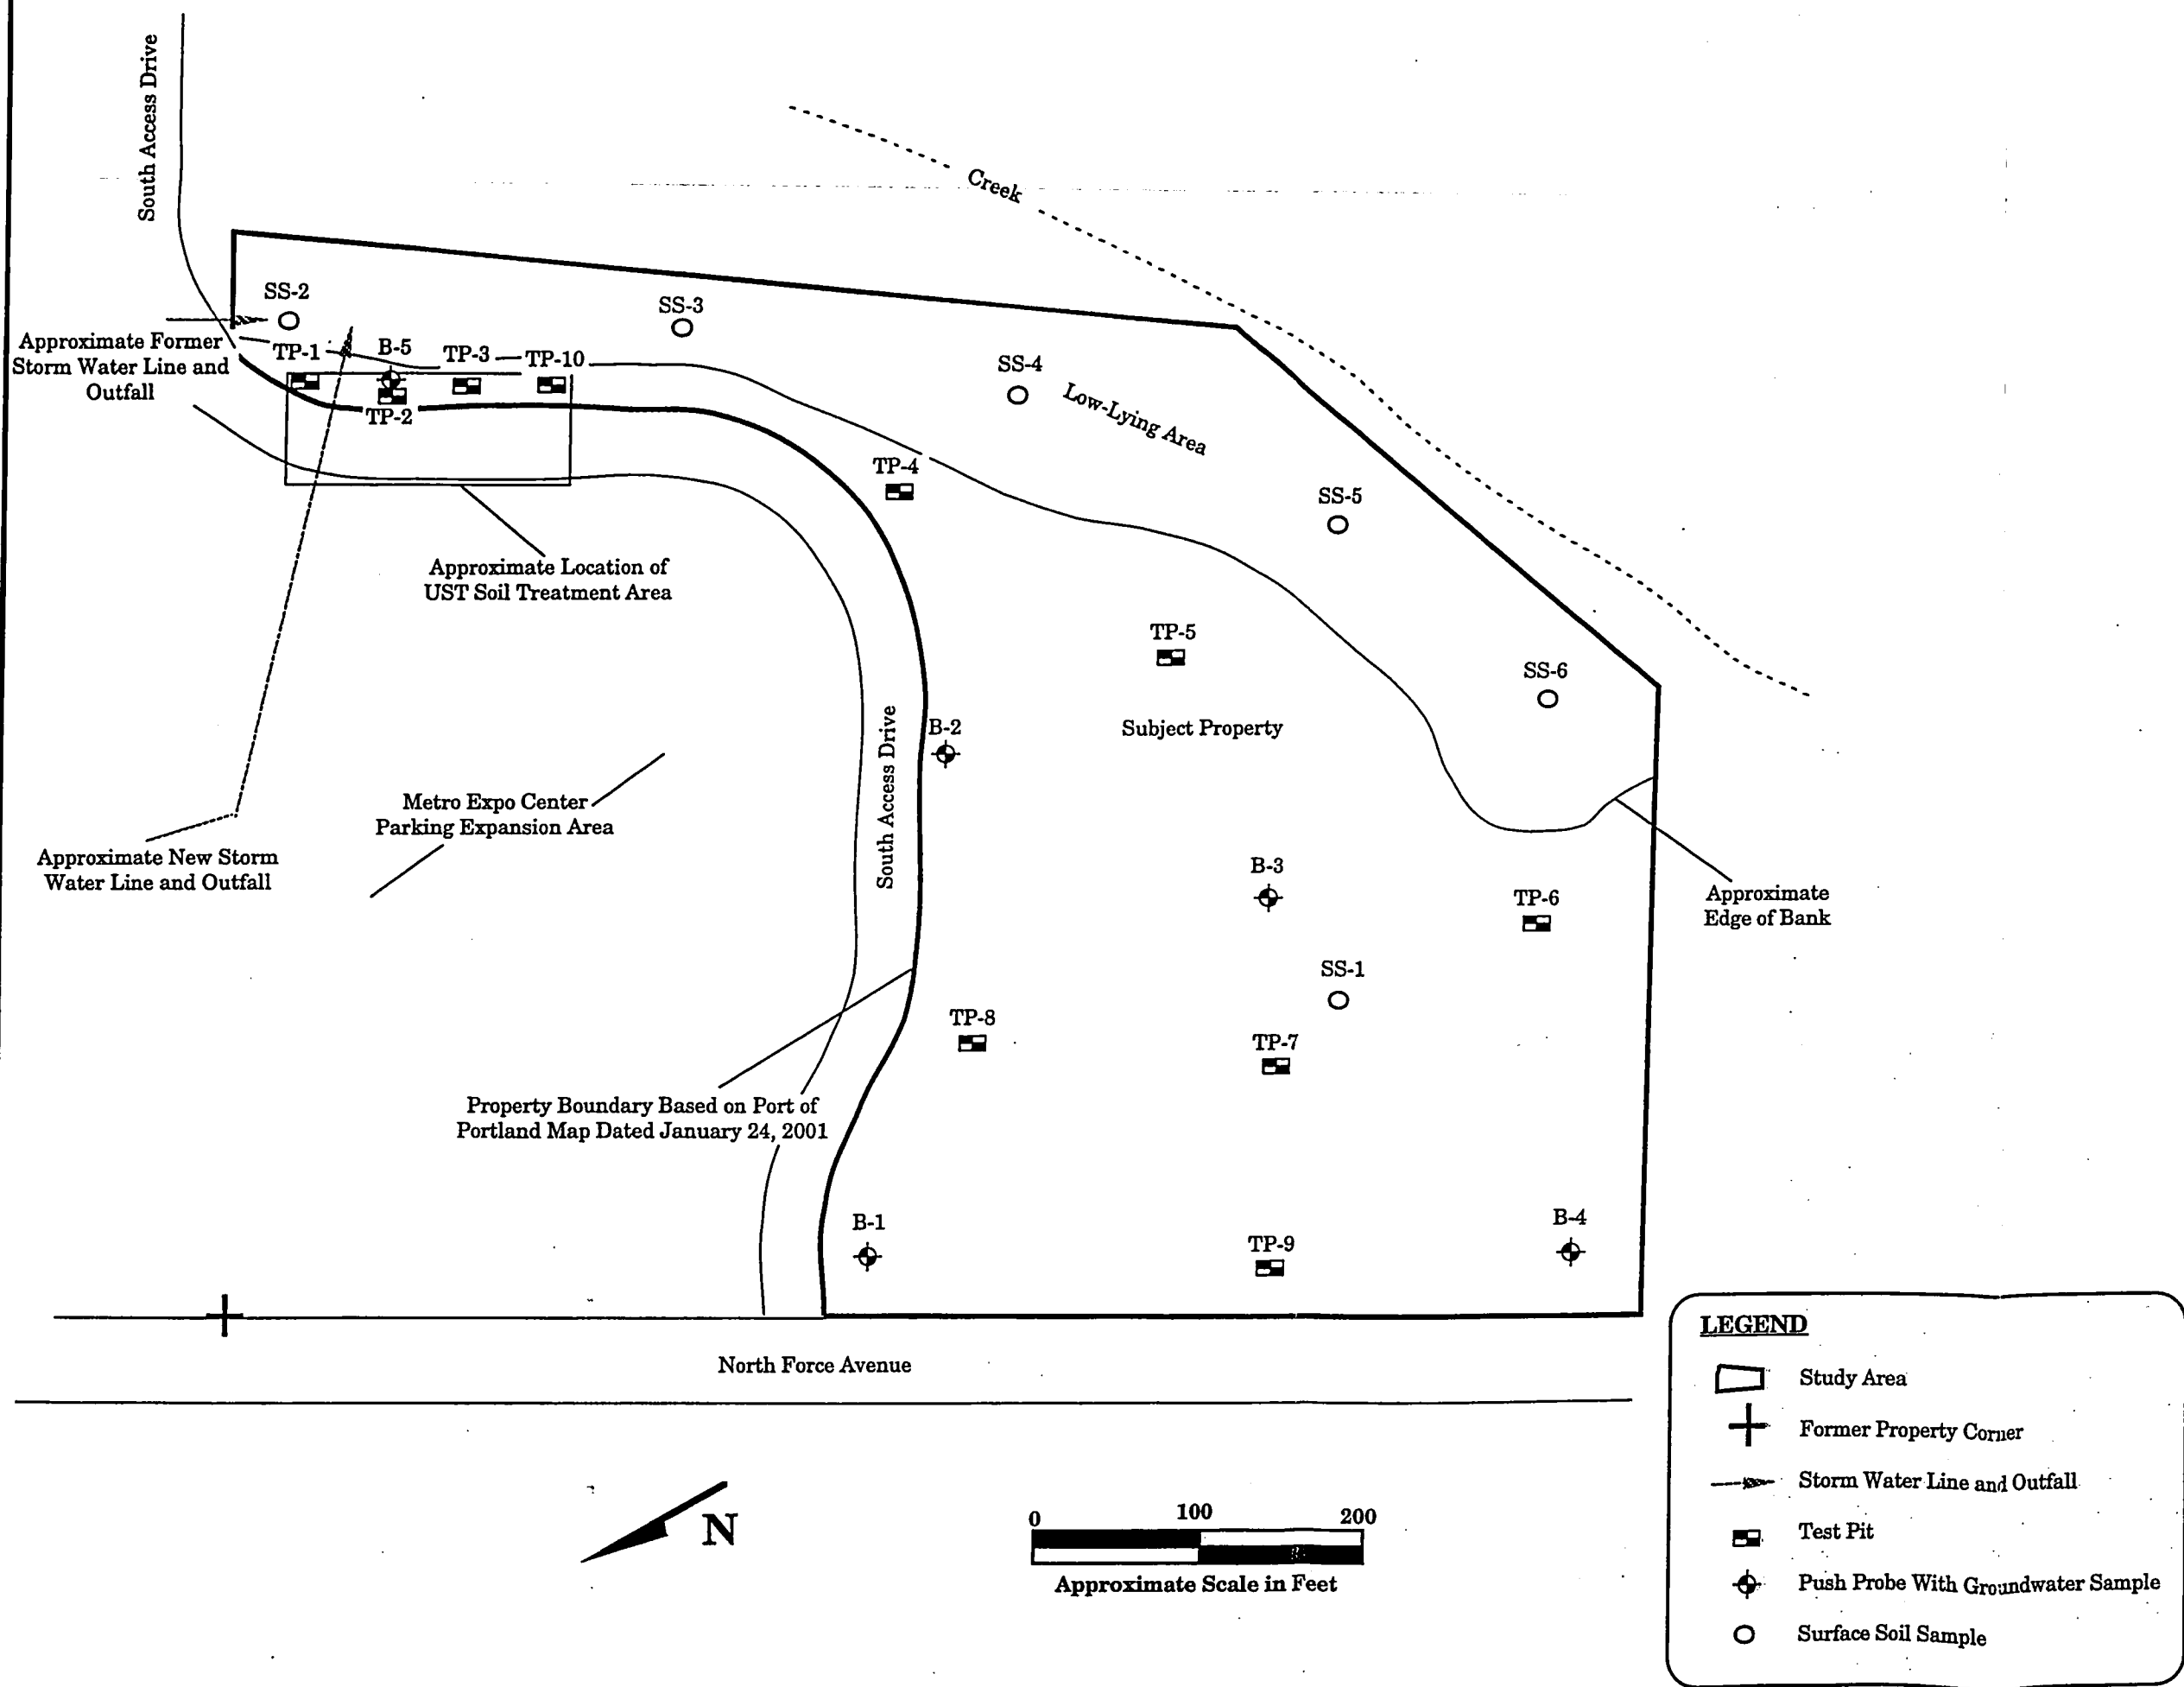 South Access Drive
Creek
SS-2
SS-3
Approximate Former
Storm Water Line and
Outfall
TP-1
B-5
TP-3
TP-10
TP-2
SS-4
Low-Lying Area
TP-4
SS-5
Approximate Location of
UST Soil Treatment Area
TP-5
SS-6
B-2
Subject Property
South Access Drive
Metro Expo Center
Parking Expansion Area
Approximate New Storm
Water Line and Outfall
B-3
TP-6
Approximate
Edge of Bank
SS-1
TP-8
TP-7
Property Boundary Based on Port of
Portland Map Dated January 24, 2001
B-1
B-4
TP-9
North Force Avenue
N
0 100 200
Approximate Scale in Feet
LEGEND
Study Area
Former Property Corner
Storm Water Line and Outfall
Test Pit
Push Probe With Groundwater Sample
Surface Soil Sample